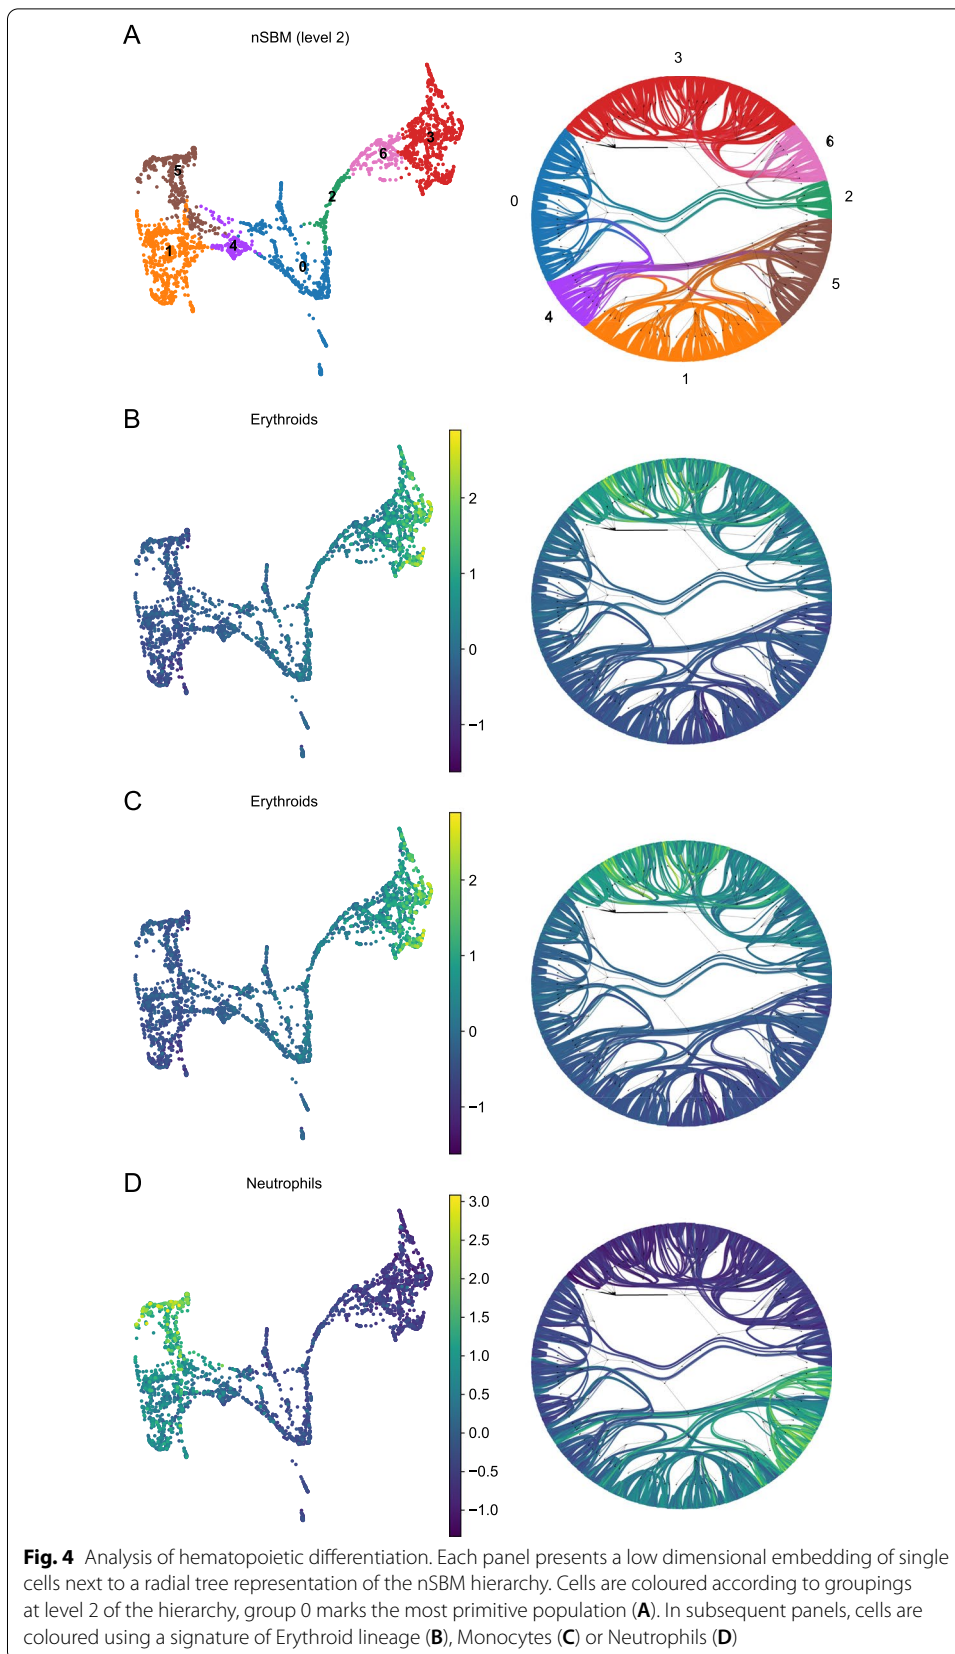 A
nSBM (level 2)
3
3
6
6
5
2
2
0
1
4
0
5
4
1
B
Erythroids
2
1
0
−1
C
Erythroids
2
1
0
−1
D
Neutrophils
3.0
2.5
2.0
1.5
1.0
0.5
0.0
−0.5
−1.0
Fig. 4 Analysis of hematopoietic differentiation. Each panel presents a low dimensional embedding of single
cells next to a radial tree representation of the nSBM hierarchy. Cells are coloured according to groupings
at level 2 of the hierarchy, group 0 marks the most primitive population (A). In subsequent panels, cells are
coloured using a signature of Erythroid lineage (B), Monocytes (C) or Neutrophils (D)